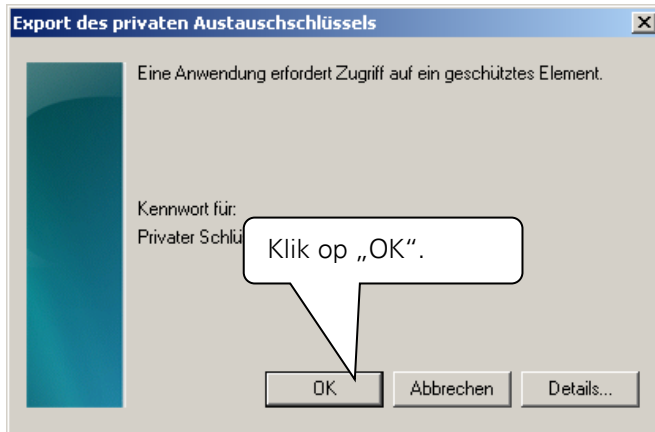 Export des privaten Austauschschlüssels
Eine Anwendung erfordert Zugriff auf ein geschütztes Element.
Kennwort für:
Privater
Klik op „OK“.
OK Abbrechen Details...